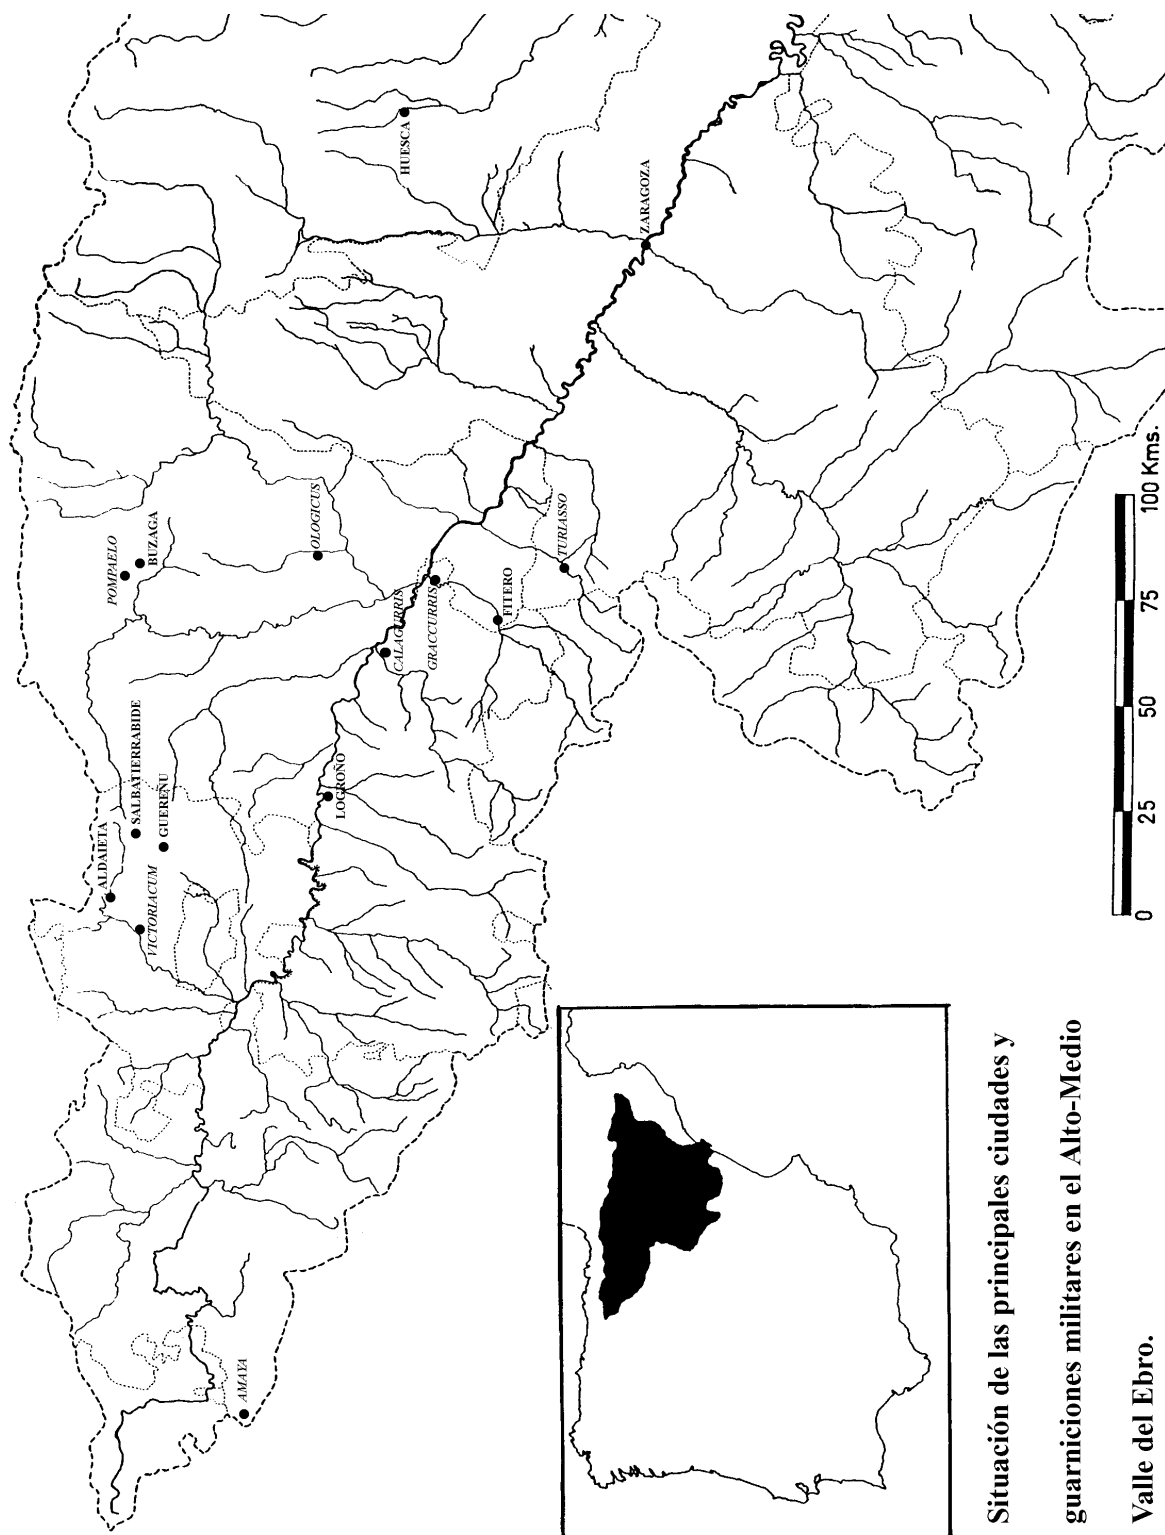 AMAYA
VICTORIACUM
ALDAIETA
SALBATIERRABIDE
GUEREÑU
LOGROÑO
POMPAELO
BUZAGA
OLOGICUS
CALAGURRIS
GRACCURRIS
FITERO
TURIASSO
ZARAGOZA
HUESCA
0 25 50 75 100 Kms.
Situación de las principales ciudades y
guarniciones militares en el Alto-Medio
Valle del Ebro.